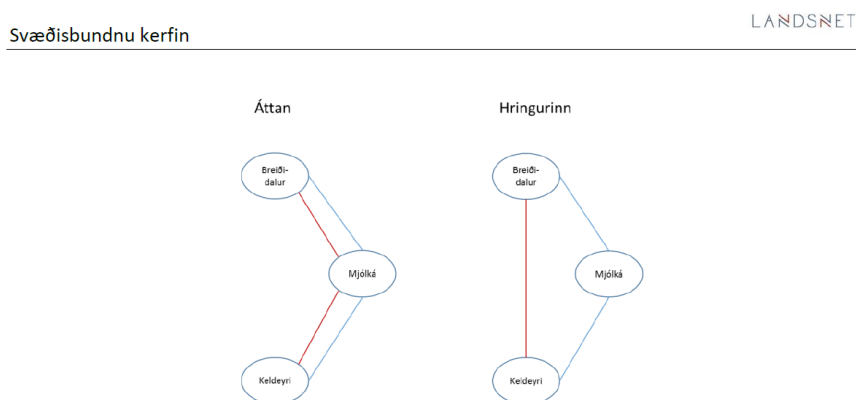 LANDSNET
Svæðisbundnu kerfin
Áttan
Hringurinn
Breiði-
dalur
Breiði-
dalur
Mjólká
Mjólká
Keldeyri
Keldeyri